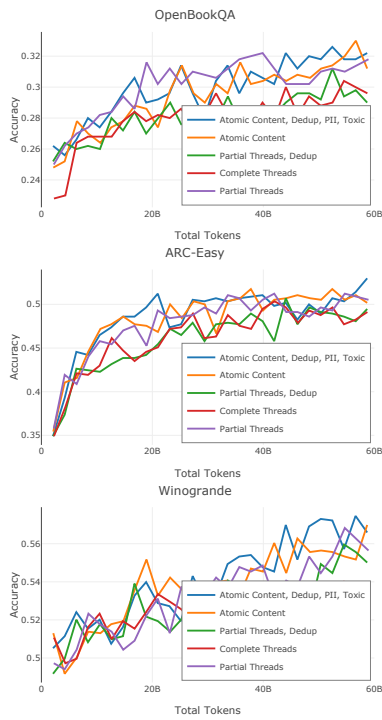 OpenBookQA
0.32
0.3
0.28
0.26
0.24
Accuracy
Atomic Content, Dedup, PII, Toxic
Atomic Content
Partial Threads, Dedup
Complete Threads
Partial Threads
0
20B
40B
60B
Total Tokens
ARC-Easy
0.5
0.45
0.4
0.35
Accuracy
Atomic Content, Dedup, PII, Toxic
Atomic Content
Partial Threads, Dedup
Complete Threads
Partial Threads
0
20B
40B
60B
Total Tokens
Winogrande
0.56
0.54
0.52
0.5
Accuracy
Atomic Content, Dedup, PII, Toxic
Atomic Content
Partial Threads, Dedup
Complete Threads
Partial Threads
0
20B
40B
60B
Total Tokens